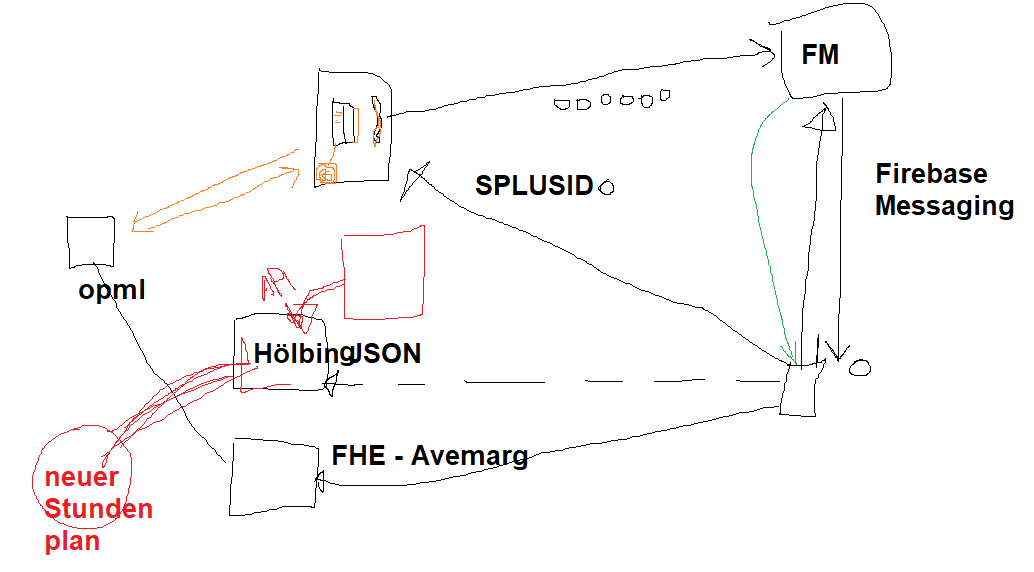 FM
SPLUSID
Firebase
Messaging
opml
Hölbing
JSON
FHE - Avemarg
neuer
Stunden
plan